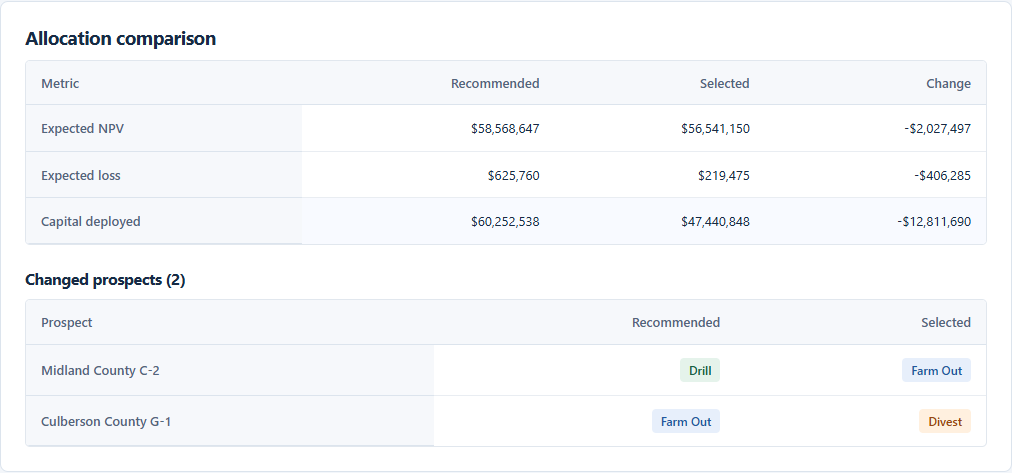 Allocation comparison
Metric Recommended Selected Change
Expected NPV $58,568,647 $56,541,150 -$2,027,497
Expected loss $625,760 $219,475 -$406,285
Capital deployed $60,252,538 $47,440,848 -$12,811,690
Changed prospects (2)
Prospect Recommended Selected
Midland County C-2 Drill Farm Out
Culberson County G-1 Farm Out Divest